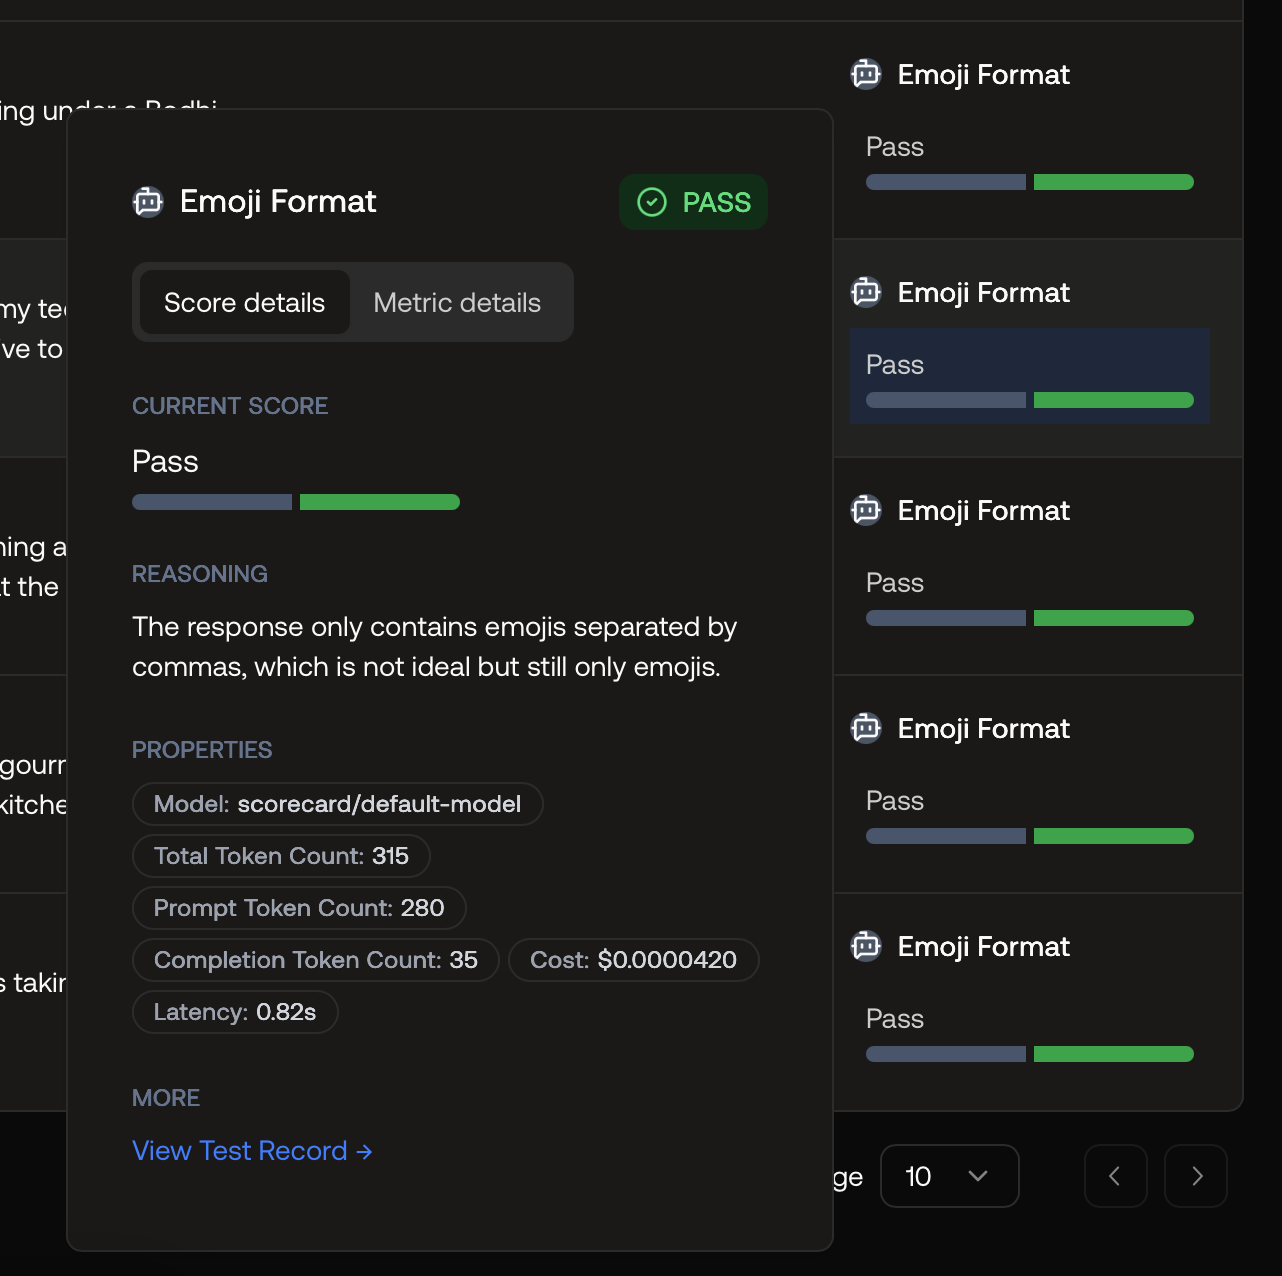 ing under a Bodhi
Emoji Format
Pass
Emoji Format
PASS
Score details
Metric details
CURRENT SCORE
Pass
REASONING
The response only contains emojis separated by
commas, which is not ideal but still only emojis.
PROPERTIES
Model: scorecard/default-model
Total Token Count: 315
Prompt Token Count: 280
Completion Token Count: 35
Cost: $0.0000420
Latency: 0.82s
MORE
View Test Record →
my tee
ve to
Emoji Format
Pass
ning a
t the
Emoji Format
Pass
gour
kitche
Emoji Format
Pass
s takin
Emoji Format
Pass
ge
10